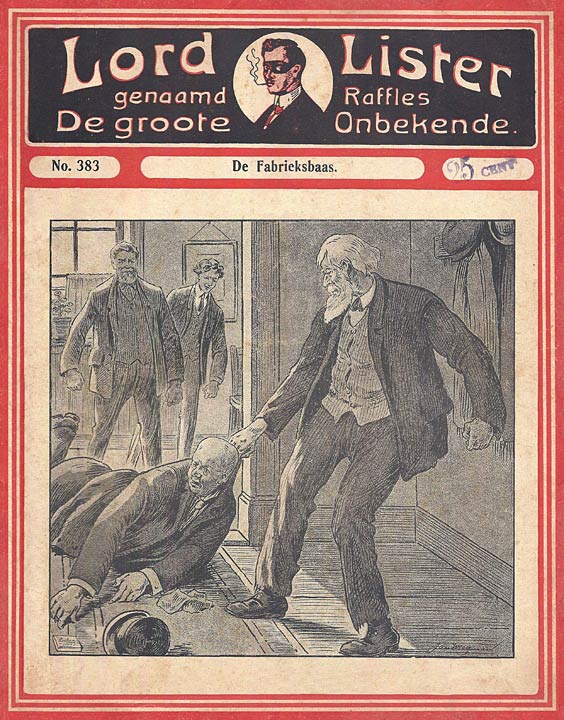 Lord Lister
genaamd Raffles
De groote Onbekende.
No. 383
De Fabrieksbaas.
25 CENT